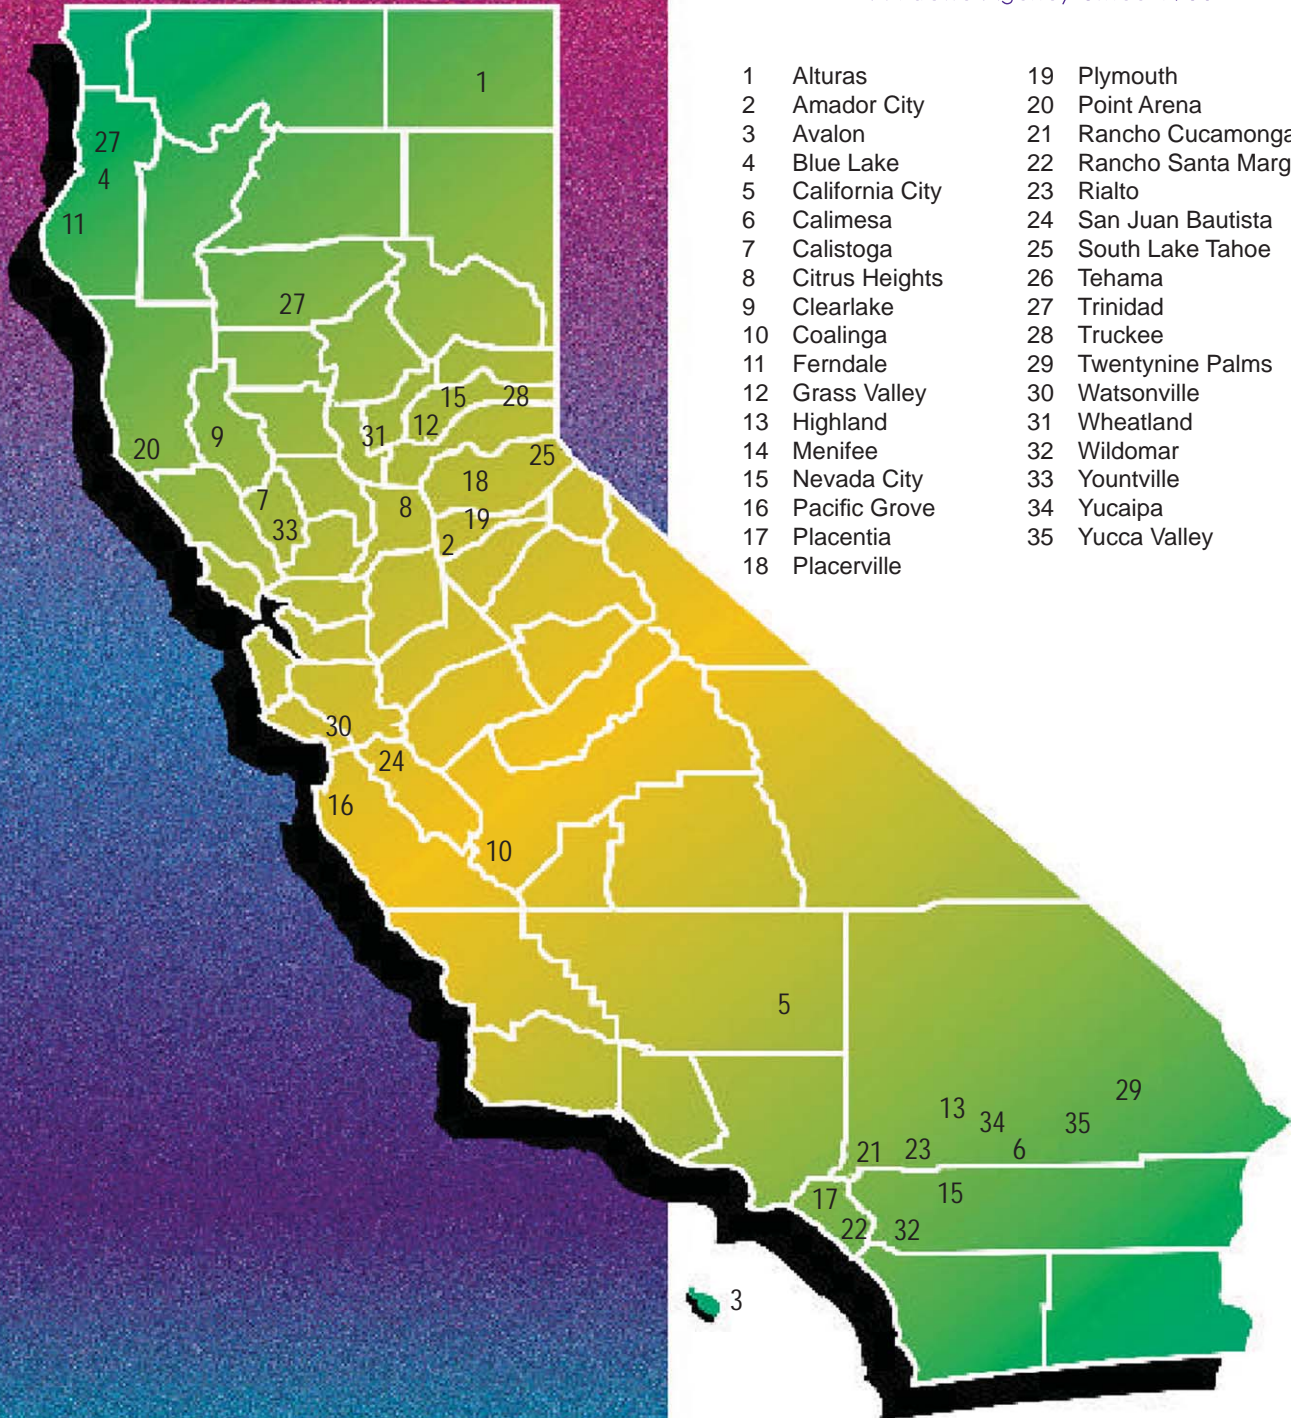 1 Alturas
2 Amador City
3 Avalon
4 Blue Lake
5 California City
6 Calimesa
7 Calistoga
8 Citrus Heights
9 Clearlake
10 Coalinga
11 Ferndale
12 Grass Valley
13 Highland
14 Menifee
15 Nevada City
16 Pacific Grove
17 Placentia
18 Placerville
19 Plymouth
20 Point Arena
21 Rancho Cucamonga
22 Rancho Santa Marg
23 Rialto
24 San Juan Bautista
25 South Lake Tahoe
26 Tehama
27 Trinidad
28 Truckee
29 Twentynine Palms
30 Watsonville
31 Wheatland
32 Wildomar
33 Yountville
34 Yucaipa
35 Yucca Valley
1
27
4
11
27
15
28
12
31
9
20
25
18
7
8
19
33
2
30
24
16
10
5
29
13
34
35
21
23
6
17
15
22
32
3